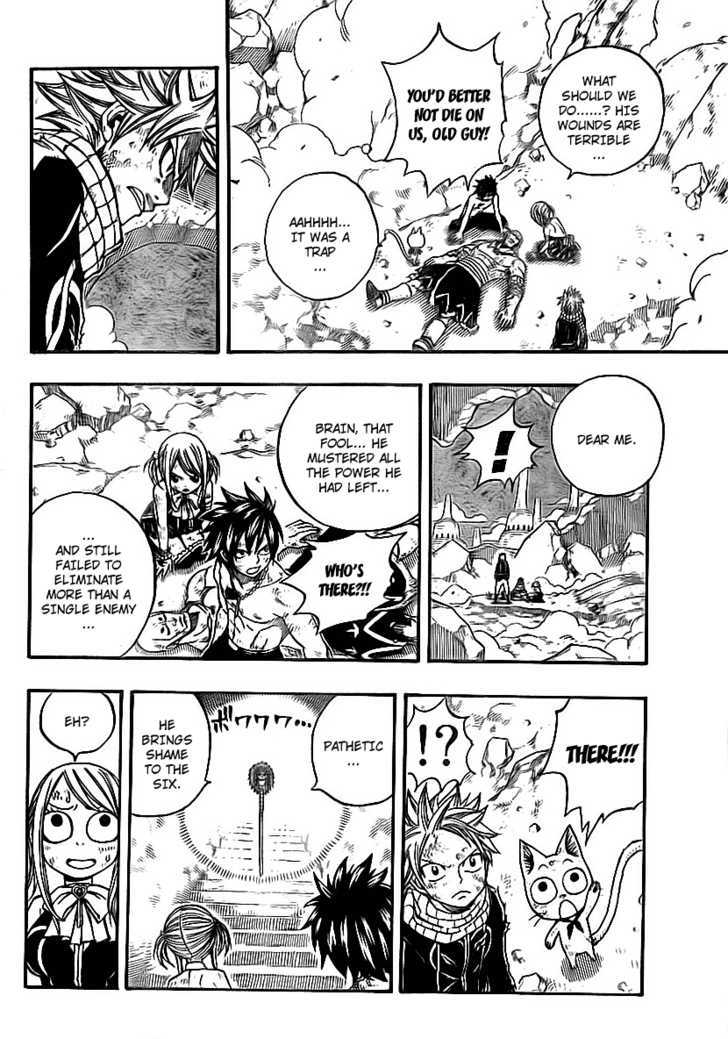 WHAT
SHOULD WE
DO......? HIS
WOUNDS ARE
TERRIBLE
...
YOU'D BETTER
NOT DIE ON
US, OLD GUY!
AAHHHH...
IT WAS A
TRAP
...
DEAR ME.
!
BRAIN, THAT
FOOL... HE
MUSTERED ALL
THE POWER HE
HAD LEFT...
WHO'S
THERE?!!
...
AND STILL
FAILED TO
ELIMINATE
MORE THAN A
SINGLE ENEMY
...
THERE!!!
!?
PATHETIC
...
ボワワワ...
HE
BRINGS
SHAME
TO THE
SIX.
EH?